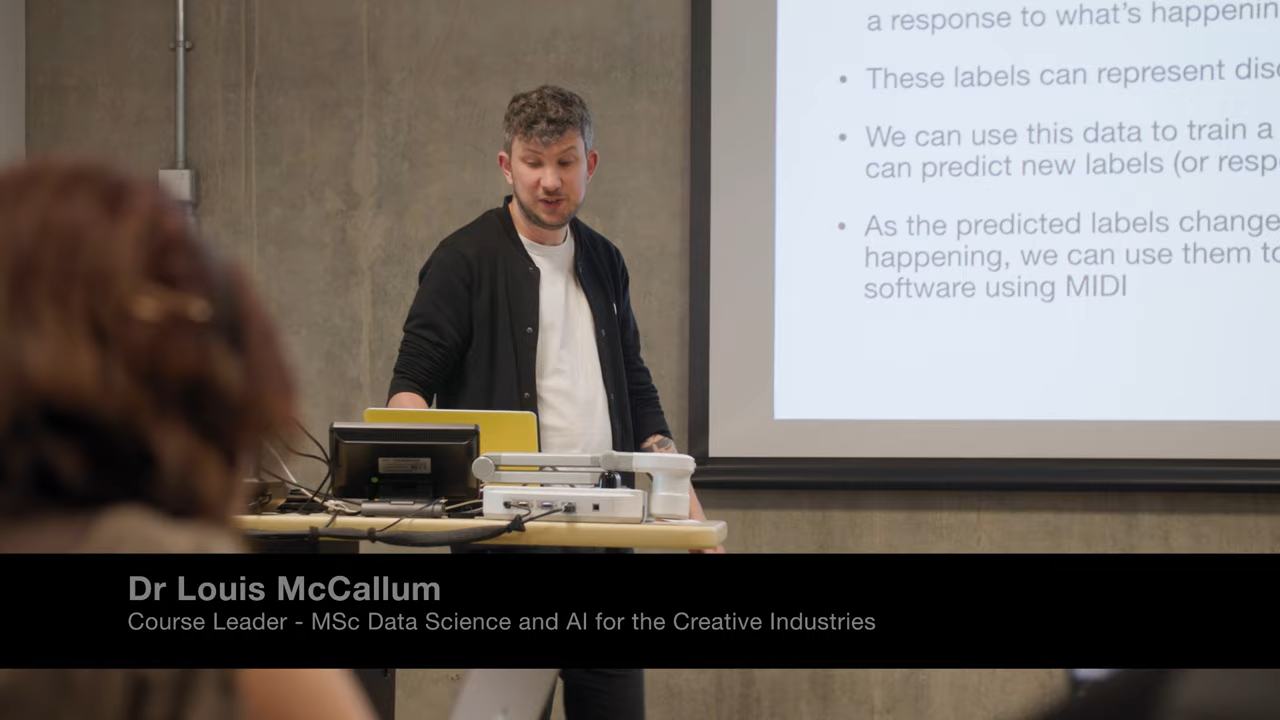 a response to what's happenin
• These labels can represent disc
• We can use this data to train a
can predict new labels (or resp
• As the predicted labels change
happening, we can use them to
software using MIDI
Dr Louis McCallum
Course Leader - MSc Data Science and AI for the Creative Industries